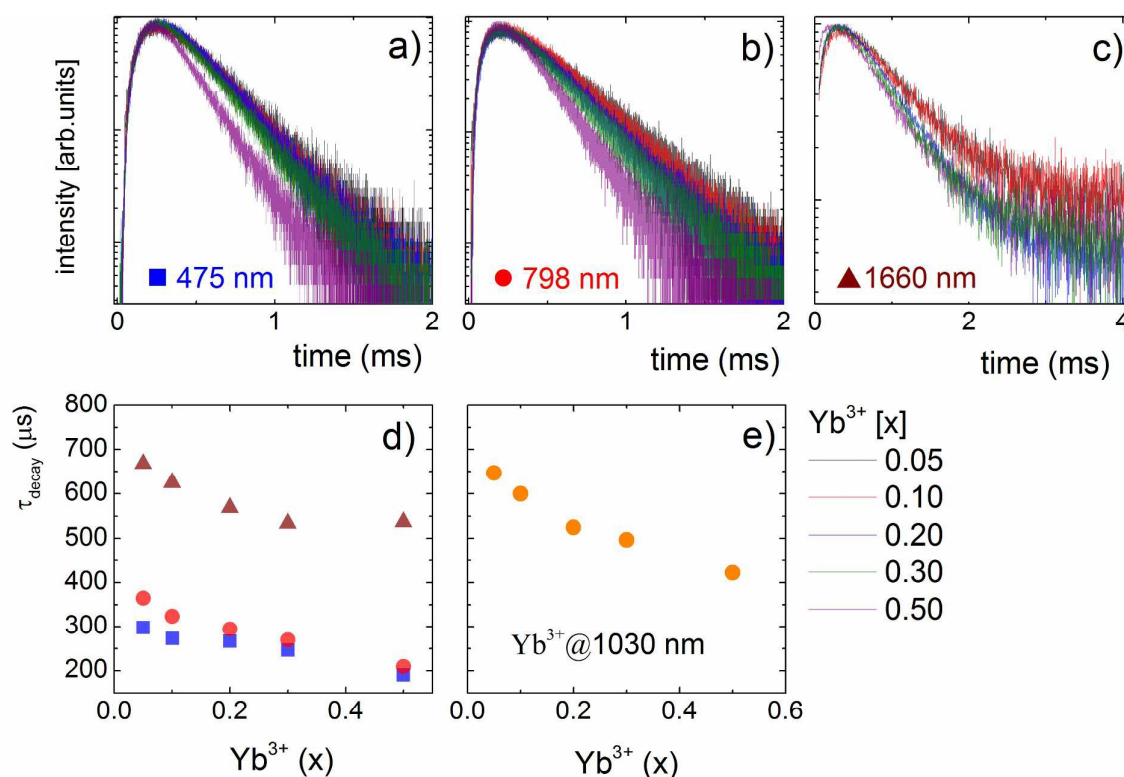 a)
b)
c)
intensity [arb.units]
475 nm
798 nm
1660 nm
0 1 2
0 1 2
0 2 4
time (ms)
time (ms)
time (ms)
800
700
600
500
400
300
200
τdecay (μs)
d)
e)
Yb³⁺@1030 nm
0.0 0.2 0.4
0.0 0.2 0.4 0.6
Yb³⁺ (x)
Yb³⁺ (x)
Yb³⁺ [x]
0.05
0.10
0.20
0.30
0.50